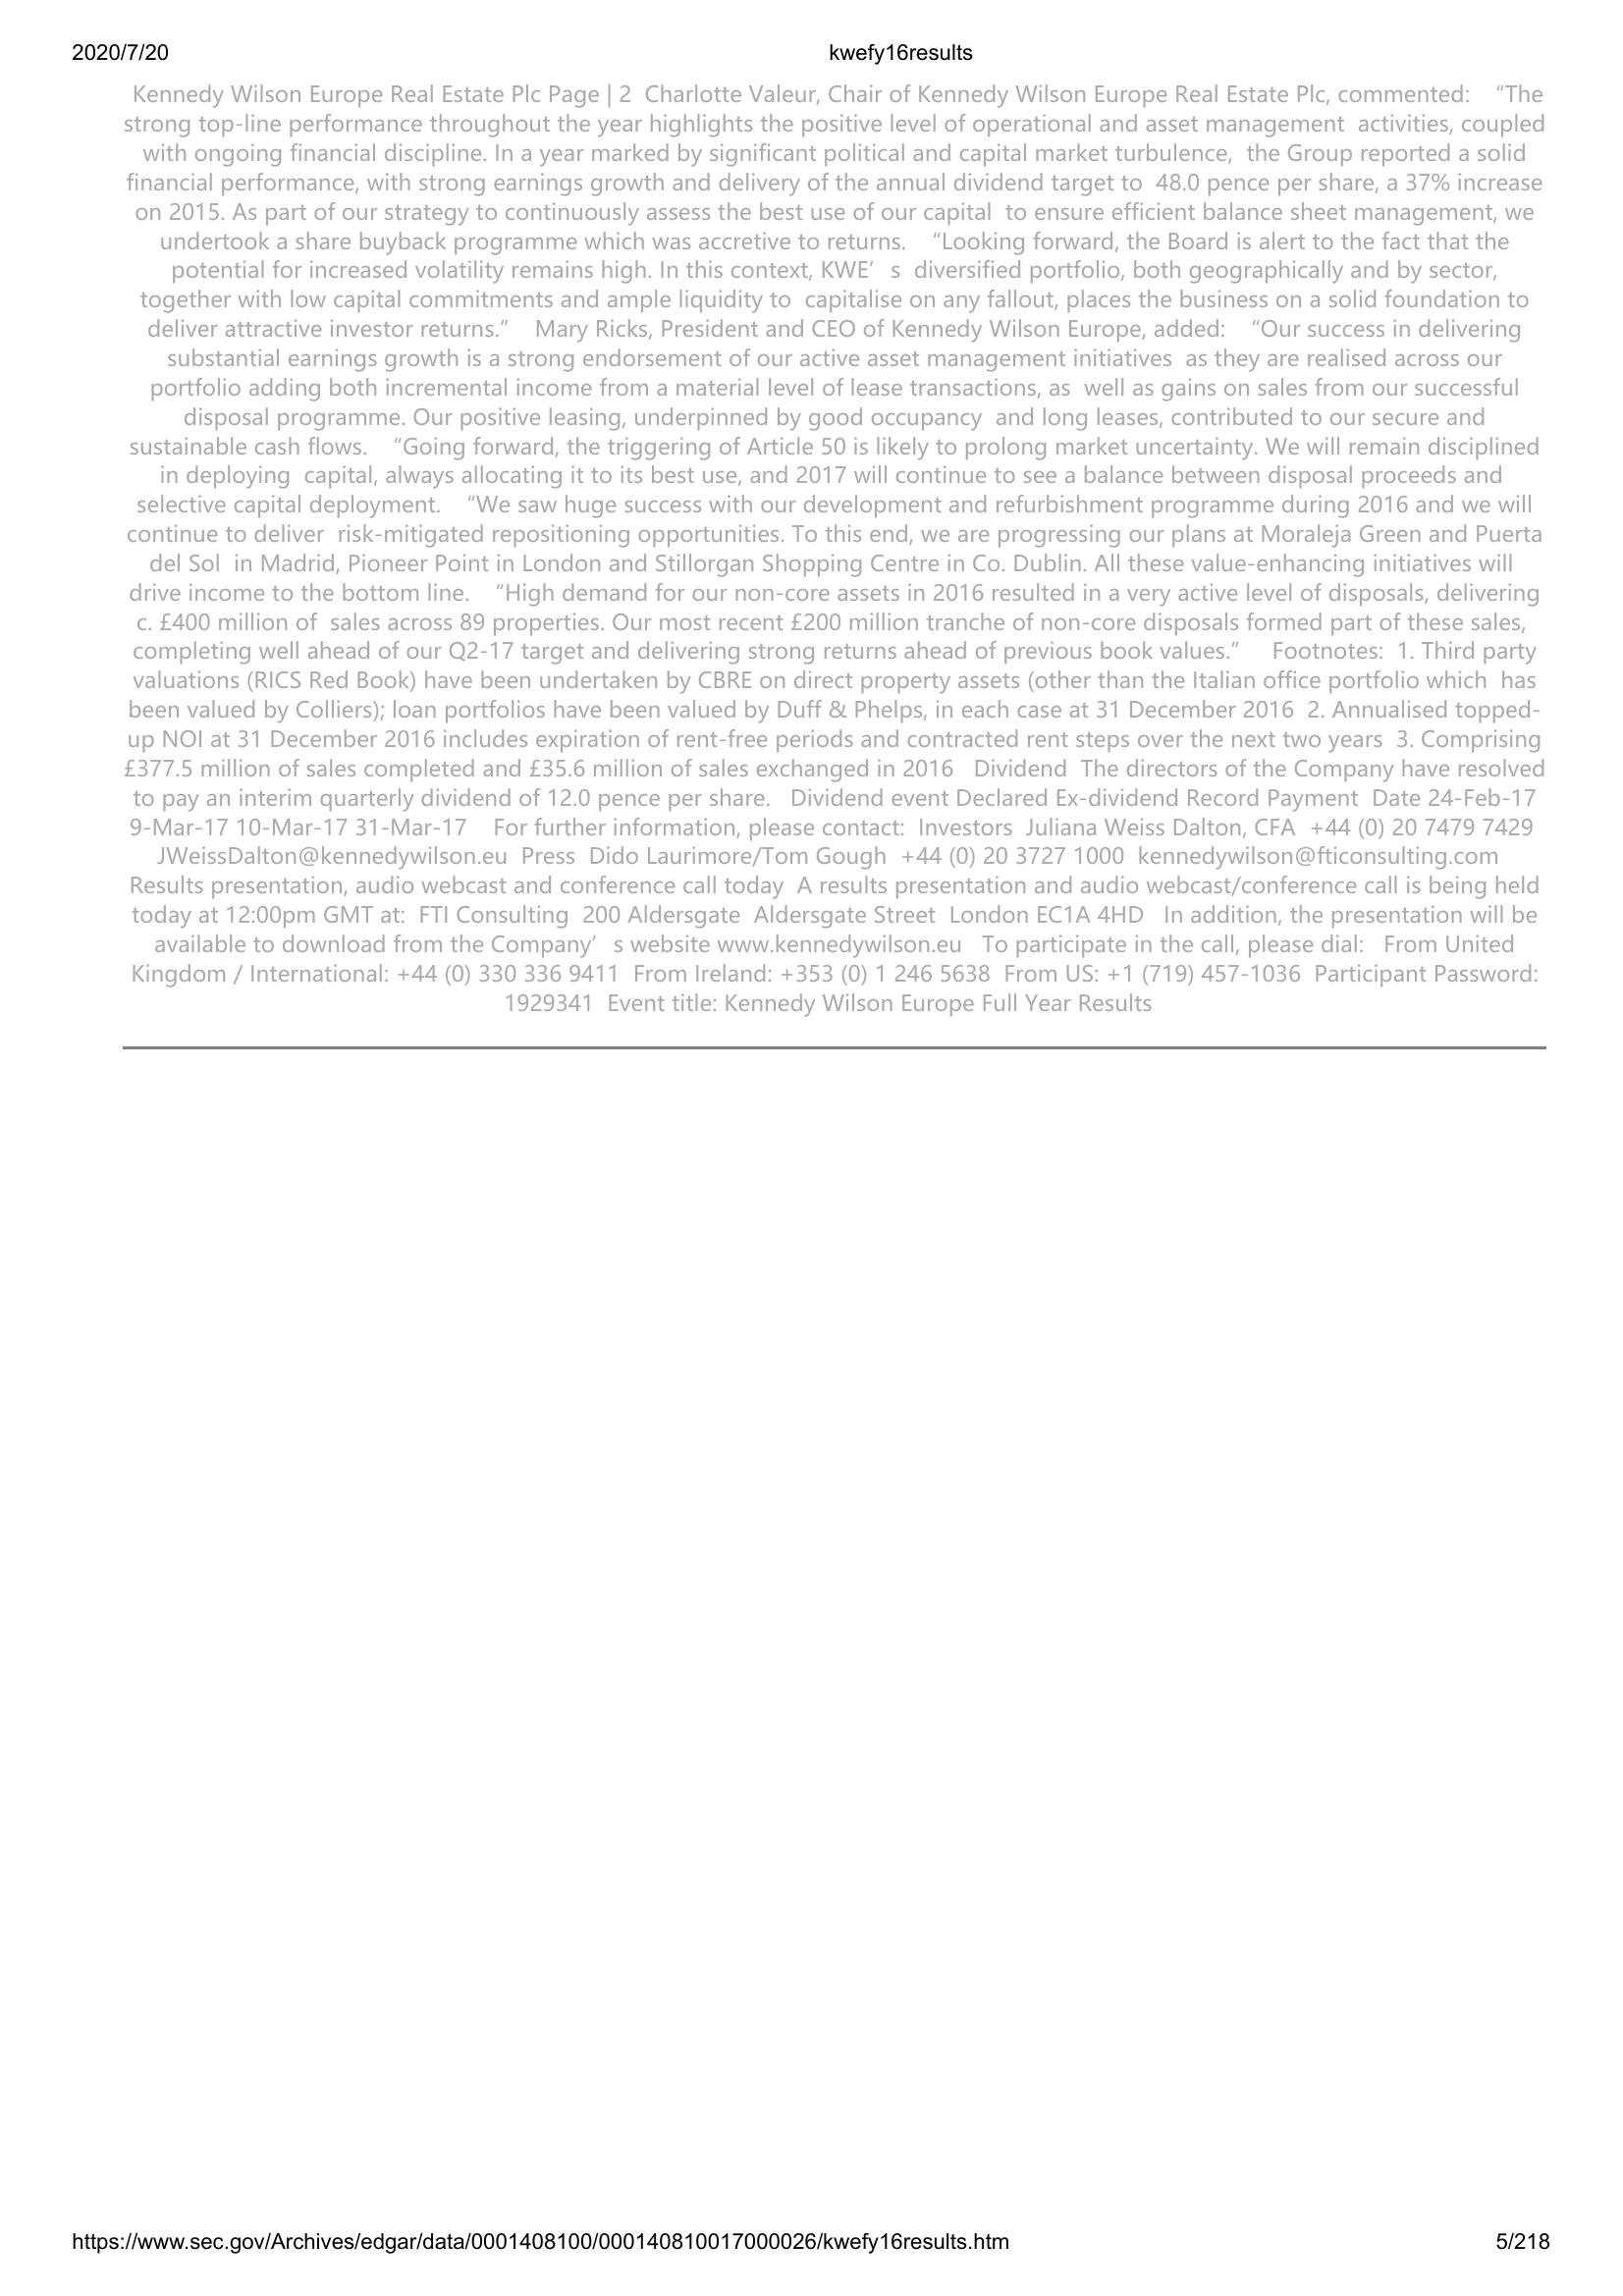 2020/7/20 kwefy16results
Kennedy Wilson Europe Real Estate Plc Page | 2 Charlotte Valeur, Chair of Kennedy Wilson Europe Real Estate Plc, commented: “The
strong top-line performance throughout the year highlights the positive level of operational and asset management activities, coupled
with ongoing financial discipline. In a year marked by significant political and capital market turbulence, the Group reported a solid
financial performance, with strong earnings growth and delivery of the annual dividend target to 48.0 pence per share, a 37% increase
on 2015. As part of our strategy to continuously assess the best use of our capital to ensure efficient balance sheet management, we
undertook a share buyback programme which was accretive to returns. “Looking forward, the Board is alert to the fact that the
potential for increased volatility remains high. In this context, KWE’ s diversified portfolio, both geographically and by sector,
together with low capital commitments and ample liquidity to capitalise on any fallout, places the business on a solid foundation to
deliver attractive investor returns.” Mary Ricks, President and CEO of Kennedy Wilson Europe, added: “Our success in delivering
substantial earnings growth is a strong endorsement of our active asset management initiatives as they are realised across our
portfolio adding both incremental income from a material level of lease transactions, as well as gains on sales from our successful
disposal programme. Our positive leasing, underpinned by good occupancy and long leases, contributed to our secure and
sustainable cash flows. “Going forward, the triggering of Article 50 is likely to prolong market uncertainty. We will remain disciplined
in deploying capital, always allocating it to its best use, and 2017 will continue to see a balance between disposal proceeds and
selective capital deployment. “We saw huge success with our development and refurbishment programme during 2016 and we will
continue to deliver risk-mitigated repositioning opportunities. To this end, we are progressing our plans at Moraleja Green and Puerta
del Sol in Madrid, Pioneer Point in London and Stillorgan Shopping Centre in Co. Dublin. All these value-enhancing initiatives will
drive income to the bottom line. “High demand for our non-core assets in 2016 resulted in a very active level of disposals, delivering
c. £400 million of sales across 89 properties. Our most recent £200 million tranche of non-core disposals formed part of these sales,
completing well ahead of our Q2-17 target and delivering strong returns ahead of previous book values.” Footnotes: 1. Third party
valuations (RICS Red Book) have been undertaken by CBRE on direct property assets (other than the Italian office portfolio which has
been valued by Colliers); loan portfolios have been valued by Duff & Phelps, in each case at 31 December 2016 2. Annualised topped-
up NOI at 31 December 2016 includes expiration of rent-free periods and contracted rent steps over the next two years 3. Comprising
£377.5 million of sales completed and £35.6 million of sales exchanged in 2016 Dividend The directors of the Company have resolved
to pay an interim quarterly dividend of 12.0 pence per share. Dividend event Declared Ex-dividend Record Payment Date 24-Feb-17
9-Mar-17 10-Mar-17 31-Mar-17 For further information, please contact: Investors Juliana Weiss Dalton, CFA +44 (0) 20 7479 7429
JWeissDalton@kennedywilson.eu Press Dido Laurimore/Tom Gough +44 (0) 20 3727 1000 kennedywilson@fticonsulting.com
Results presentation, audio webcast and conference call today A results presentation and audio webcast/conference call is being held
today at 12:00pm GMT at: FTI Consulting 200 Aldersgate Aldersgate Street London EC1A 4HD In addition, the presentation will be
available to download from the Company’ s website www.kennedywilson.eu To participate in the call, please dial: From United
Kingdom / International: +44 (0) 330 336 9411 From Ireland: +353 (0) 1 246 5638 From US: +1 (719) 457-1036 Participant Password:
1929341 Event title: Kennedy Wilson Europe Full Year Results
https://www.sec.gov/Archives/edgar/data/0001408100/000140810017000026/kwefy16results.htm 5/218